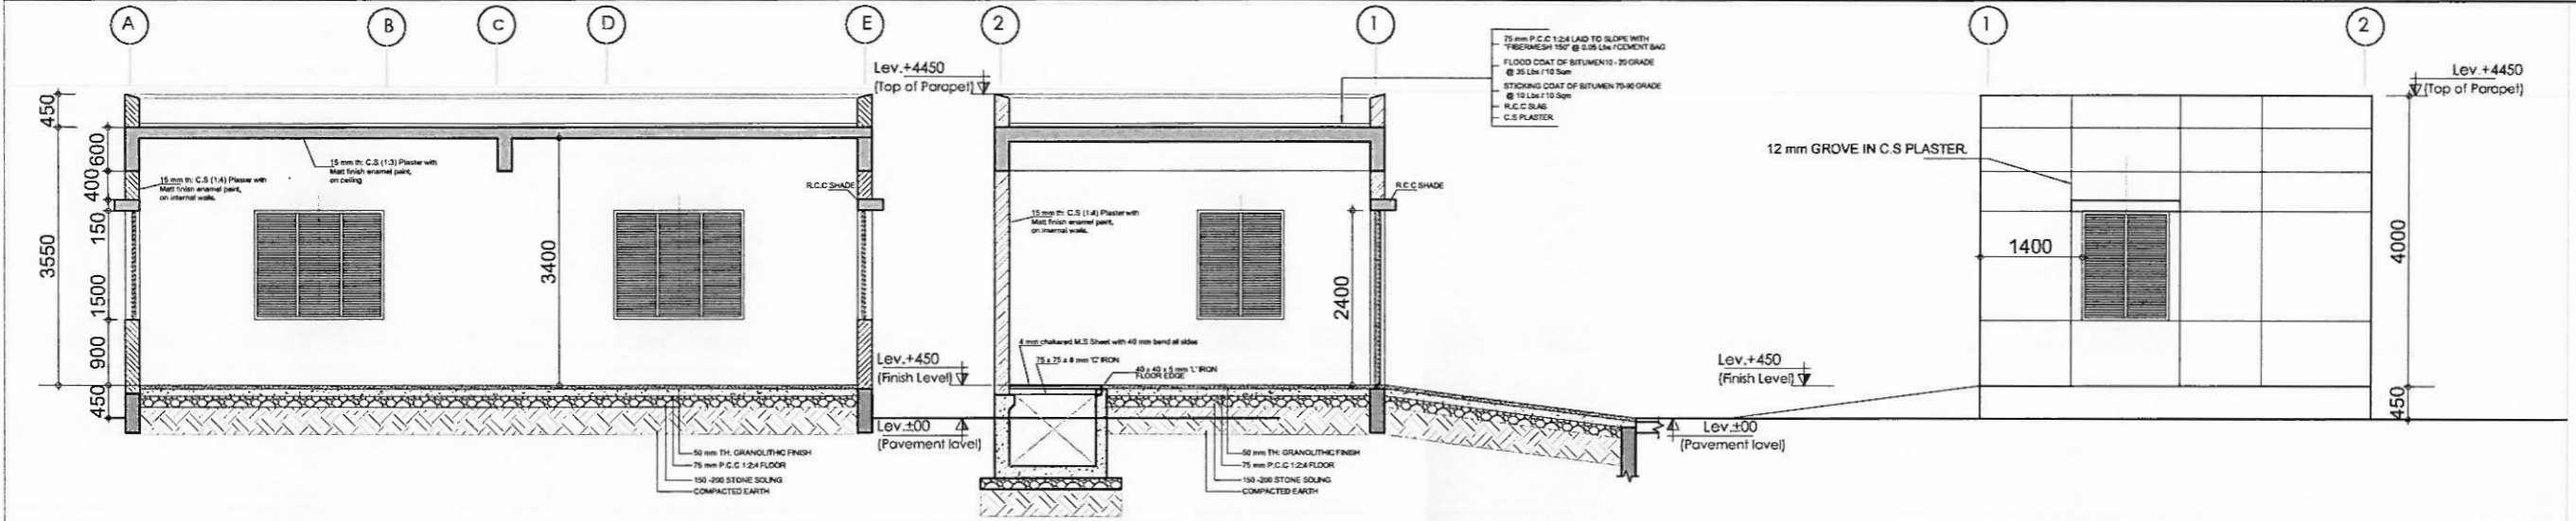 A
B
C
D
E
2
1
1
2
Lev.+4450
(Top of Parapet)
75 mm P.C.C 1:2:4 LAID TO SLOPE WITH
"FIBERMESH 150" @ 0.05 Lbs / CEMENT BAG
FLOOD COAT OF BITUMEN 10 - 20 GRADE
@ 35 Lbs / 10 Sqm
STICKING COAT OF BITUMEN 70-90 GRADE
@ 10 Lbs / 10 Sqm
R.C.C SLAB
C.S PLASTER
Lev.+4450
(Top of Parapet)
450
600
400
150
1500
900
450
3550
15 mm th: C.S (1:3) Plaster with
Matt finish enamel paint,
on ceiling
15 mm th: C.S (1:4) Plaster with
Matt finish enamel paint,
on internal walls.
R.C.C SHADE
3400
15 mm th: C.S (1:4) Plaster with
Matt finish enamel paint,
on internal walls.
R.C.C SHADE
2400
12 mm GROVE IN C.S PLASTER.
1400
4000
450
Lev.+450
(Finish Level)
4 mm chekered M.S Sheet with 40 mm bend all sides
75 x 75 x 8 mm 'C' IRON
40 x 40 x 5 mm 'L' IRON
FLOOR EDGE
Lev.+450
(Finish Level)
Lev.±00
(Pavement lavel)
Lev.±00
(Pavement lavel)
50 mm TH: GRANOLITHIC FINISH
75 mm P.C.C 1:2:4 FLOOR
150 -200 STONE SOLING
COMPACTED EARTH
50 mm TH: GRANOLITHIC FINISH
75 mm P.C.C 1:2:4 FLOOR
150 -200 STONE SOLING
COMPACTED EARTH